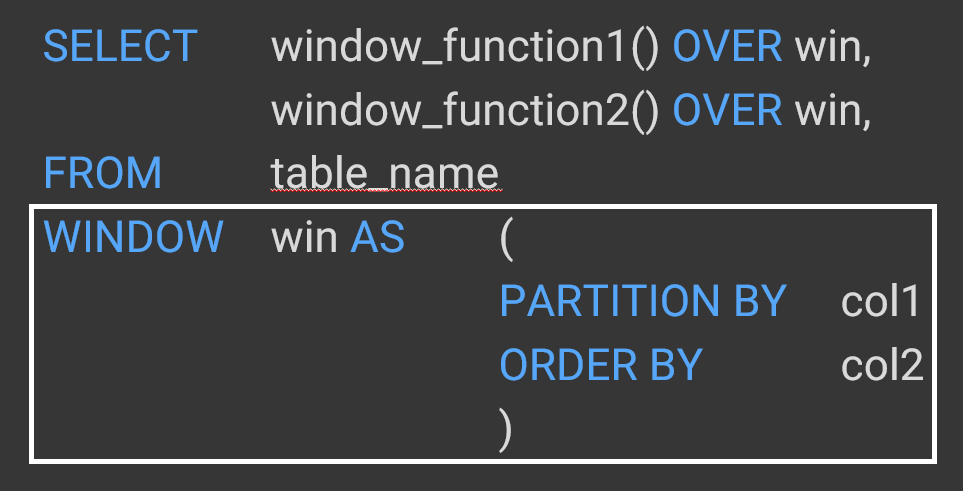 SELECT window_function1() OVER win,
window_function2() OVER win,
FROM table_name
WINDOW win AS (
PARTITION BY col1
ORDER BY col2
)